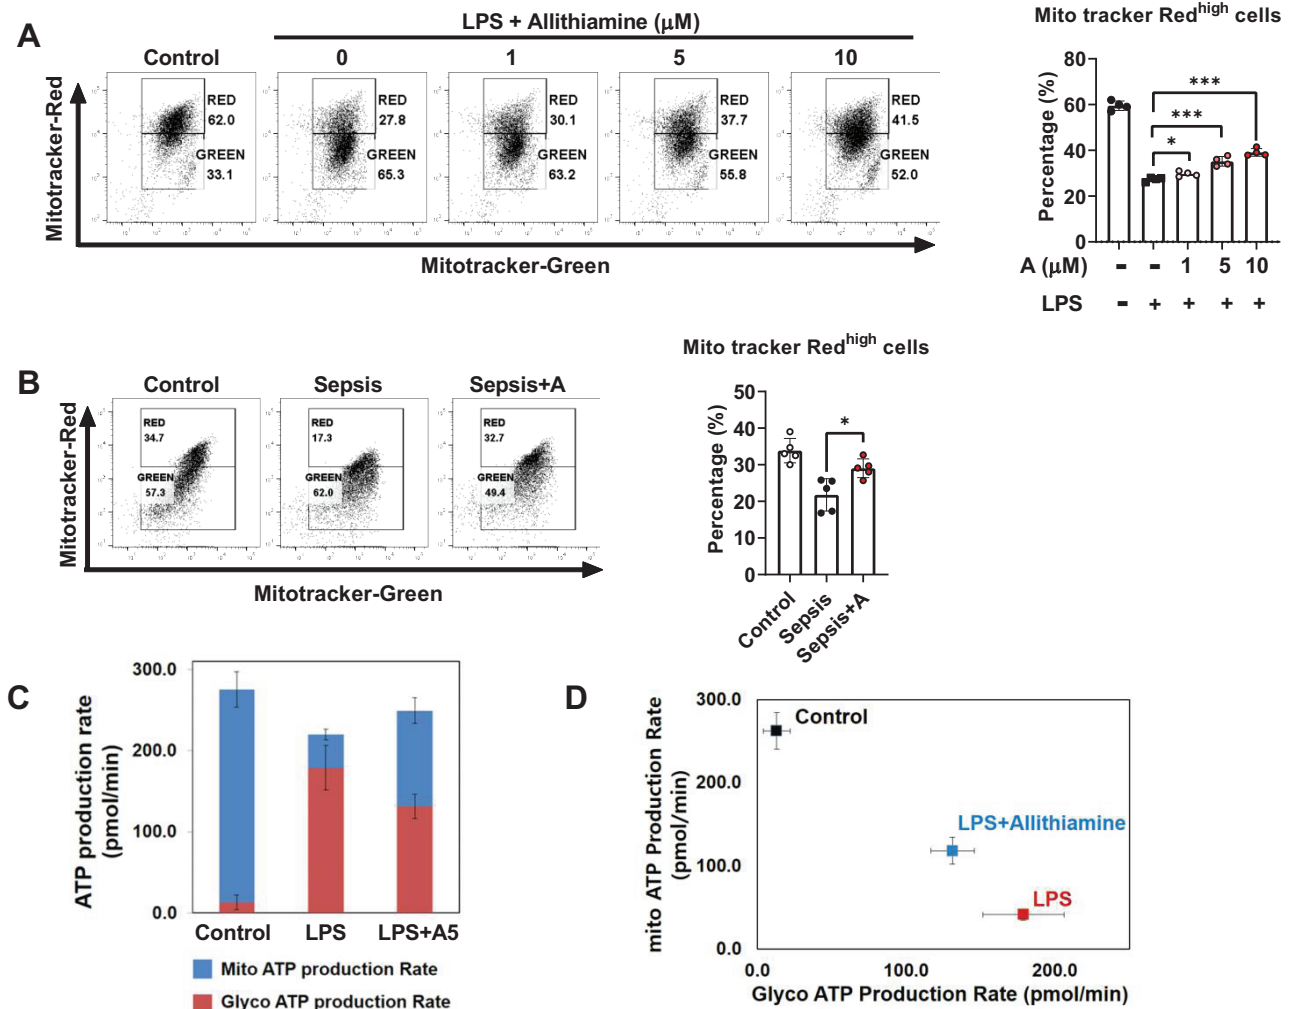 A
LPS + Allithiamine (μM)
Control 0 1 5 10
Mitotracker-Red
RED 62.0
GREEN 33.1
RED 27.8
GREEN 65.3
RED 30.1
GREEN 63.2
RED 37.7
GREEN 55.8
RED 41.5
GREEN 52.0
Mitotracker-Green
Mito tracker Redhigh cells
Percentage (%)
80
60
40
20
0
*** 
***
*
A (μM) - - 1 5 10
LPS - + + + +
B
Control Sepsis Sepsis+A
Mitotracker-Red
RED 34.7
GREEN 57.3
RED 17.3
GREEN 62.0
RED 32.7
GREEN 49.4
Mitotracker-Green
Mito tracker Redhigh cells
Percentage (%)
50
40
30
20
10
0
*
Control Sepsis Sepsis+A
C
ATP production rate
(pmol/min)
300.0
200.0
100.0
0.0
Control LPS LPS+A5
Mito ATP production Rate
Glyco ATP production Rate
D
mito ATP Production Rate
(pmol/min)
300.0
200.0
100.0
0.0
Control
LPS+Allithiamine
LPS
0.0 100.0 200.0
Glyco ATP Production Rate (pmol/min)